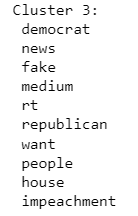 Cluster 3:
democrat
news
fake
medium
rt
republican
want
people
house
impeachment